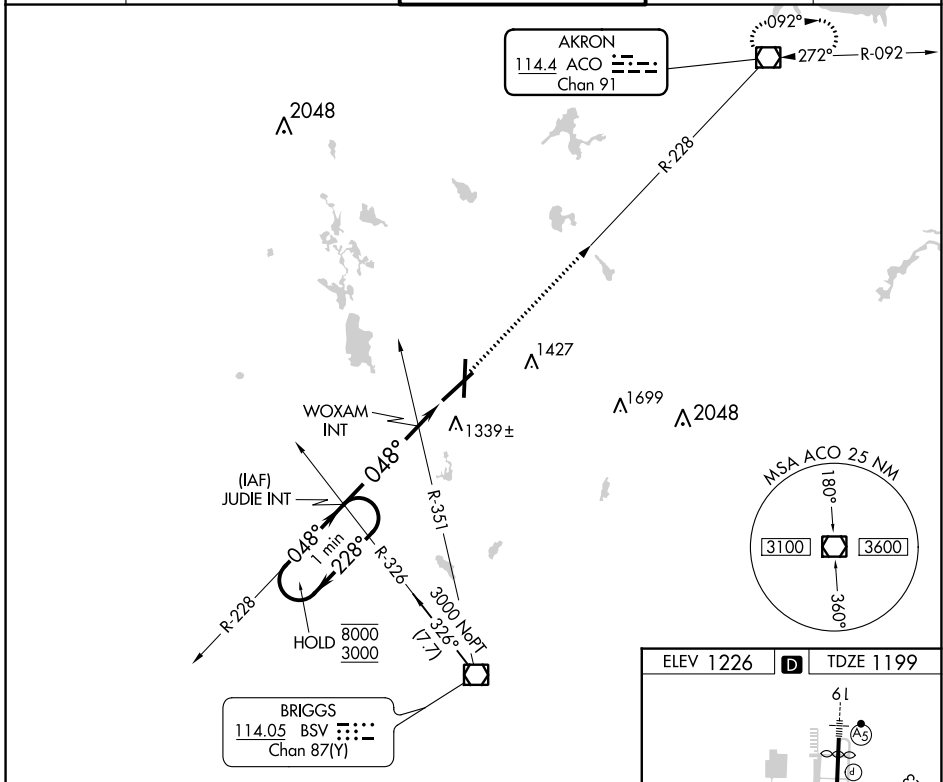 092°
AKRON
114.4 ACO
Chan 91
272°
R-092
2048
R-228
1427
1699
2048
WOXAM
INT
1339±
048°
(IAF)
JUDIE INT
R-351
048°
1 min
228°
R-326
R-228
3000 NoPT
326°
(7.7)
HOLD 8000
3000
MSA ACO 25 NM
180°
3100
3600
360°
BRIGGS
114.05 BSV
Chan 87(Y)
ELEV 1226 D TDZE 1199
19
A5
P